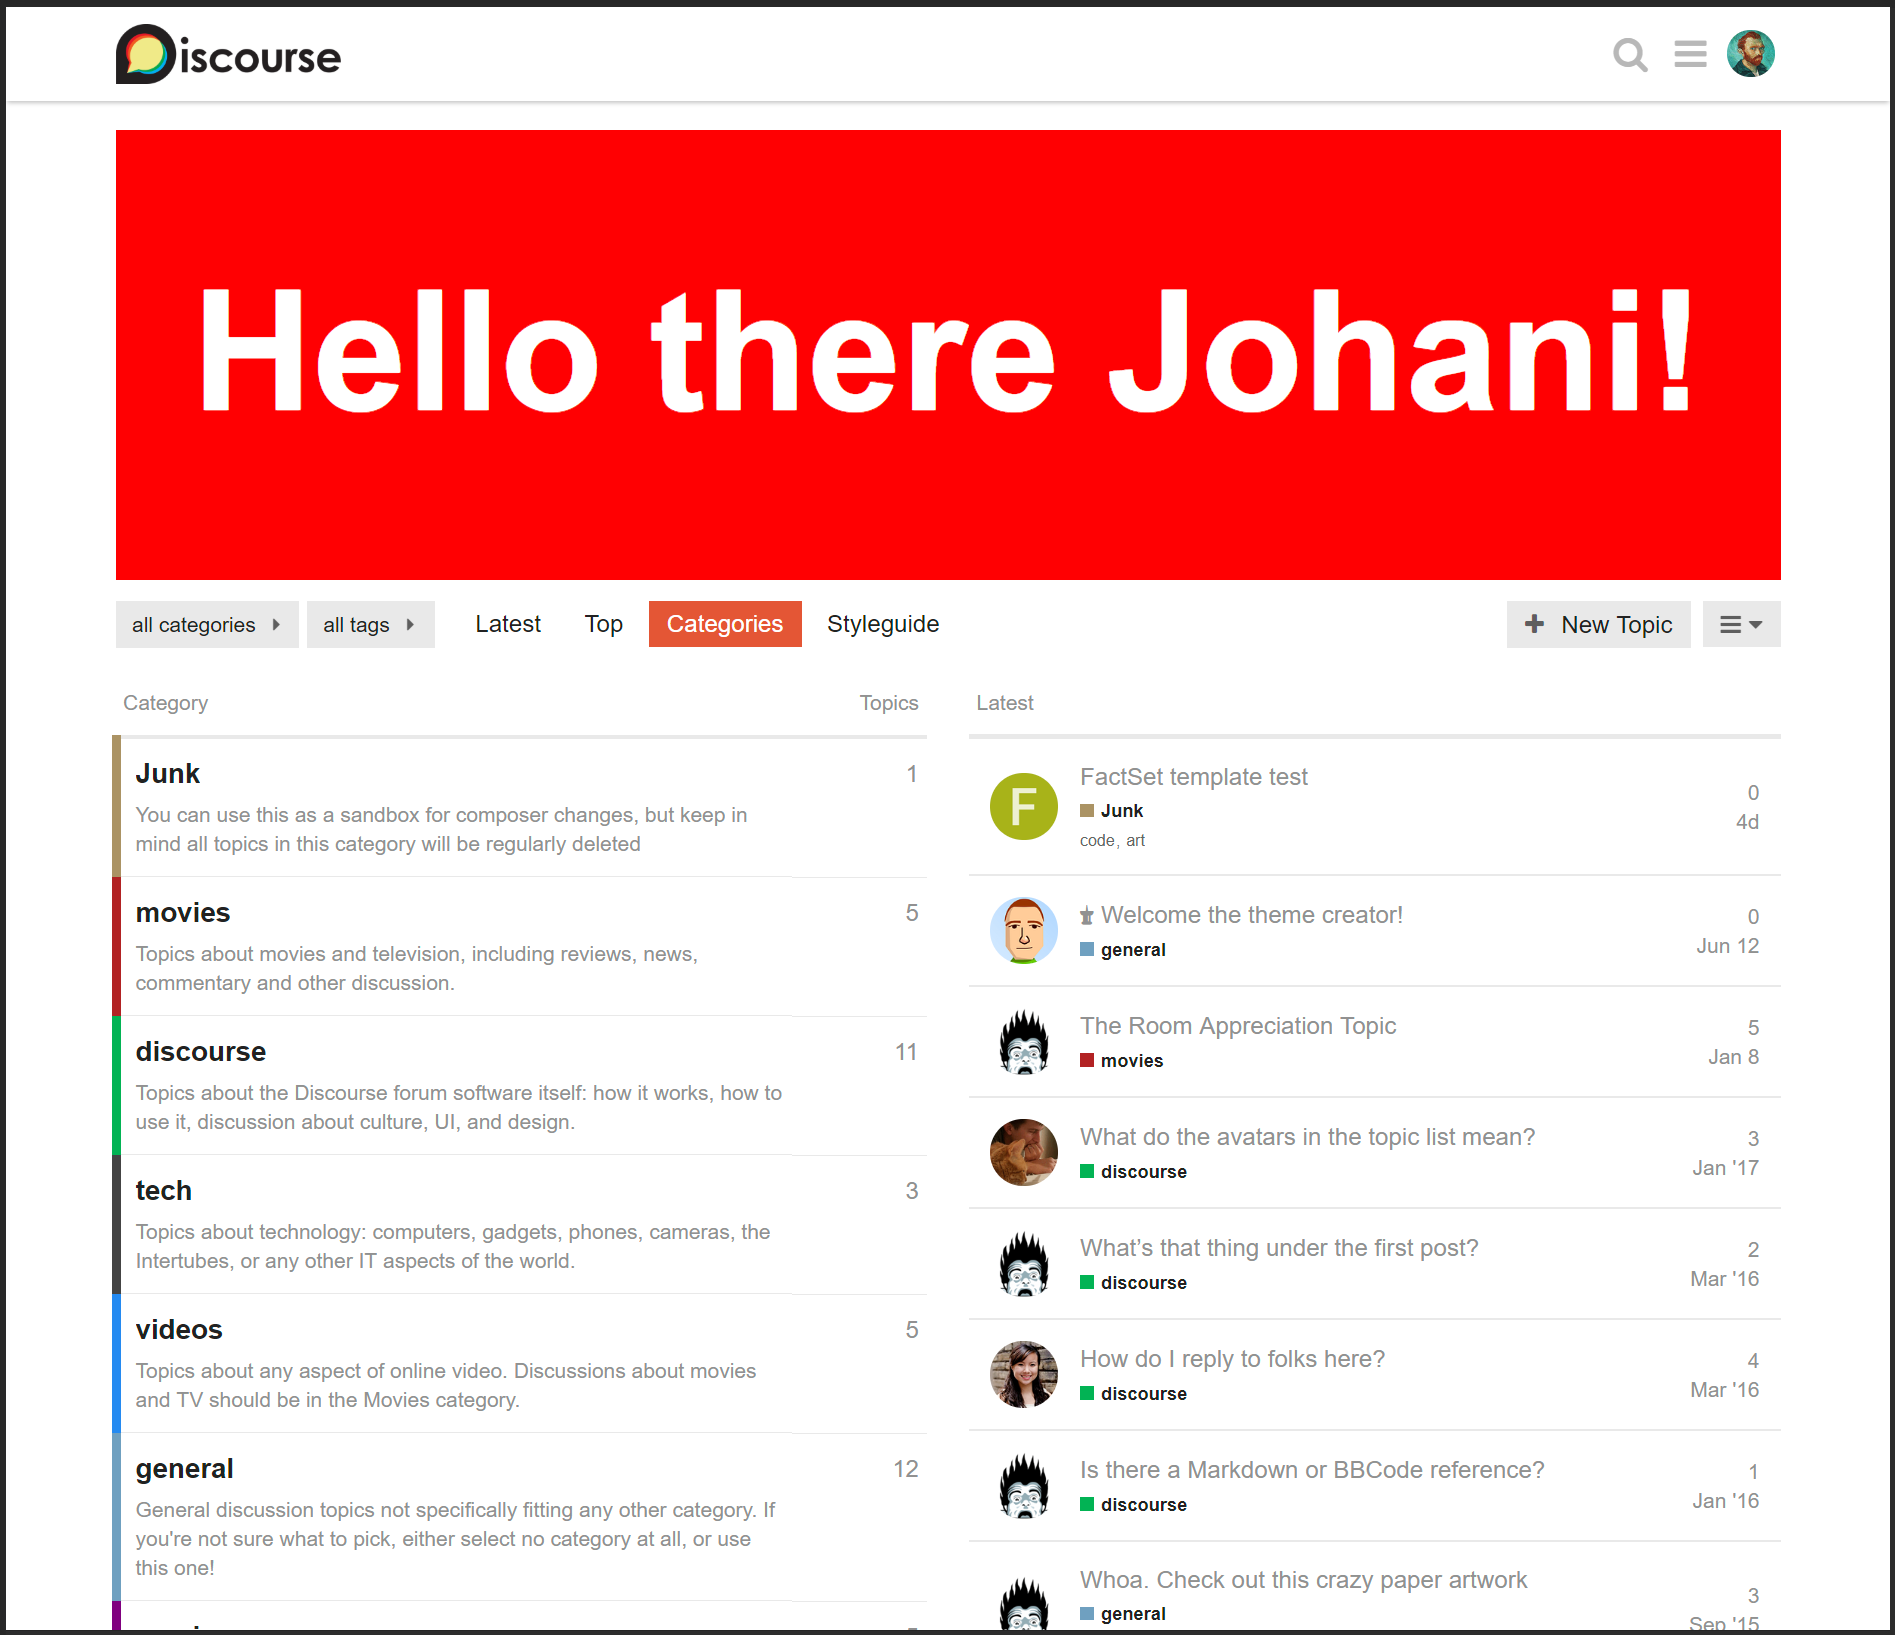 Discourse
Hello there Johani!
all categories
all tags
Latest
Top
Categories
Styleguide
New Topic
Category
Topics
Junk
1
You can use this as a sandbox for composer changes, but keep in
mind all topics in this category will be regularly deleted
movies
5
Topics about movies and television, including reviews, news,
commentary and other discussion.
discourse
11
Topics about the Discourse forum software itself: how it works, how to
use it, discussion about culture, UI, and design.
tech
3
Topics about technology: computers, gadgets, phones, cameras, the
Intertubes, or any other IT aspects of the world.
videos
5
Topics about any aspect of online video. Discussions about movies
and TV should be in the Movies category.
general
12
General discussion topics not specifically fitting any other category. If
you're not sure what to pick, either select no category at all, or use
this one!
Latest
F
FactSet template test
Junk
code, art
0
4d
Welcome the theme creator!
general
0
Jun 12
The Room Appreciation Topic
movies
5
Jan 8
What do the avatars in the topic list mean?
discourse
3
Jan '17
What’s that thing under the first post?
discourse
2
Mar '16
How do I reply to folks here?
discourse
4
Mar '16
Is there a Markdown or BBCode reference?
discourse
1
Jan '16
Whoa. Check out this crazy paper artwork
general
3
Sep '15